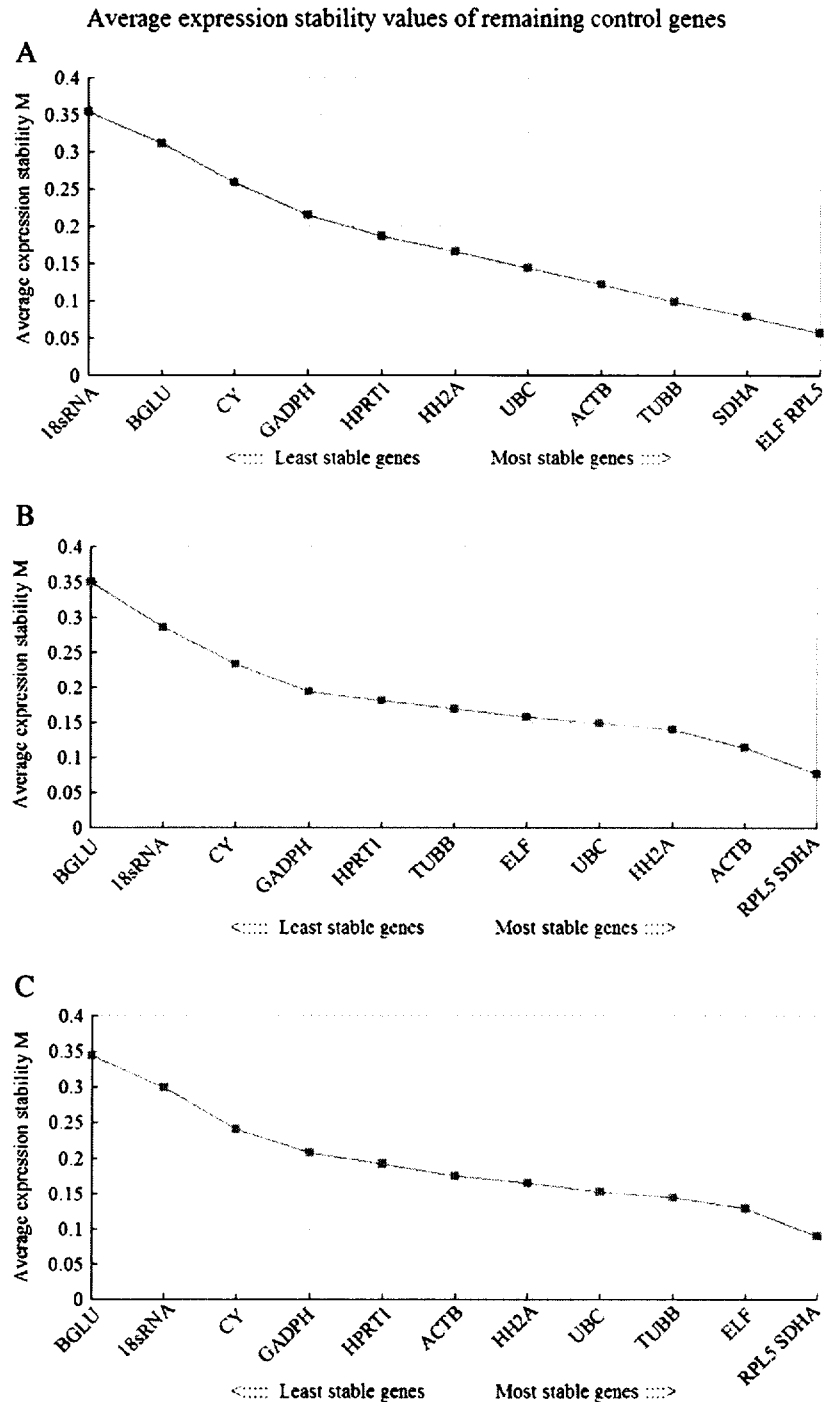 Average expression stability values of remaining control genes
A
Average expression stability M
0.4
0.35
0.3
0.25
0.2
0.15
0.1
0.05
0
18sRNA
BGLU
CY
GADPH
HPRT1
HH2A
UBC
ACTB
TUBB
SDHA
ELF RPL5
<::::: Least stable genes Most stable genes ::::>
B
Average expression stability M
0.4
0.35
0.3
0.25
0.2
0.15
0.1
0.05
0
BGLU
18sRNA
CY
GADPH
HPRT1
TUBB
ELF
UBC
HH2A
ACTB
RPL5 SDHA
<::::: Least stable genes Most stable genes ::::>
C
Average expression stability M
0.4
0.35
0.3
0.25
0.2
0.15
0.1
0.05
0
BGLU
18sRNA
CY
GADPH
HPRT1
ACTB
HH2A
UBC
TUBB
ELF
RPL5 SDHA
<::::: Least stable genes Most stable genes ::::>